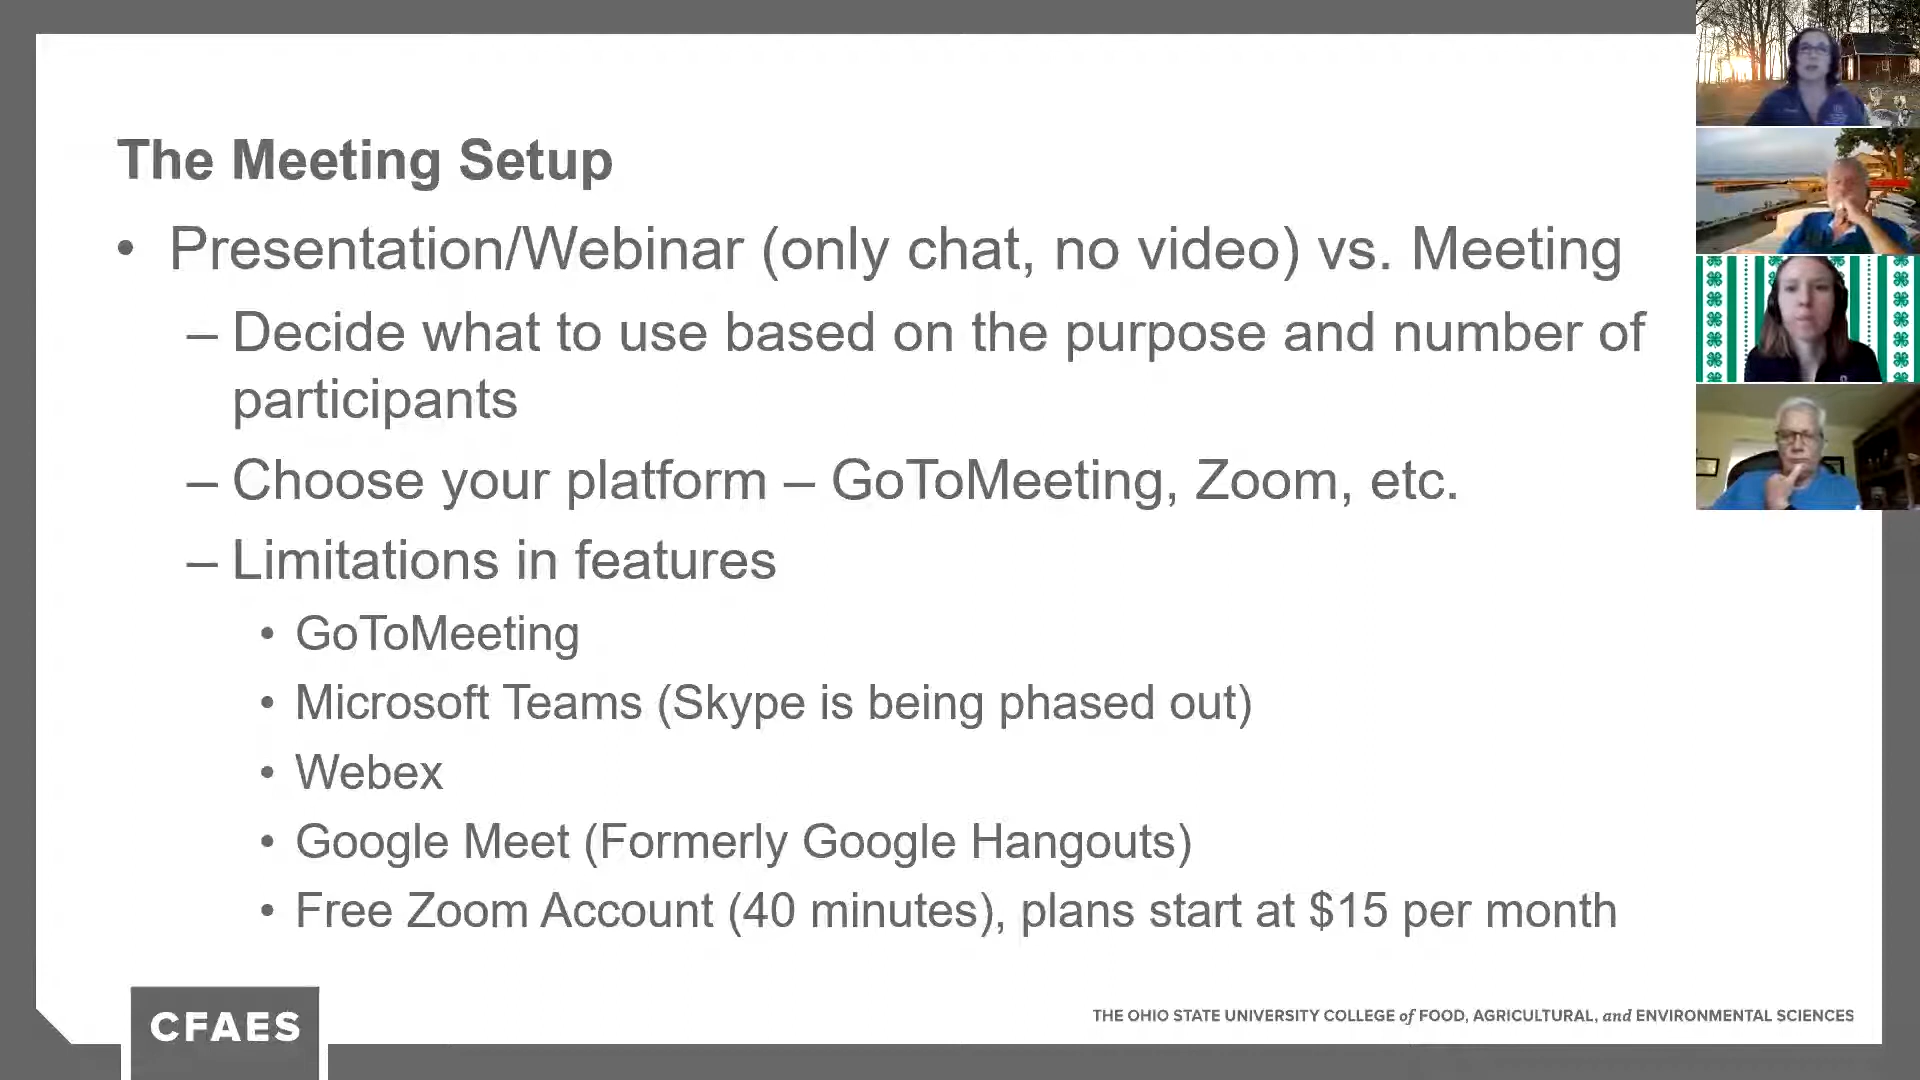 The Meeting Setup
• Presentation/Webinar (only chat, no video) vs. Meeting
– Decide what to use based on the purpose and number of
participants
– Choose your platform – GoToMeeting, Zoom, etc.
– Limitations in features
• GoToMeeting
• Microsoft Teams (Skype is being phased out)
• Webex
• Google Meet (Formerly Google Hangouts)
• Free Zoom Account (40 minutes), plans start at $15 per month
CFAES
THE OHIO STATE UNIVERSITY COLLEGE of FOOD, AGRICULTURAL, and ENVIRONMENTAL SCIENCES